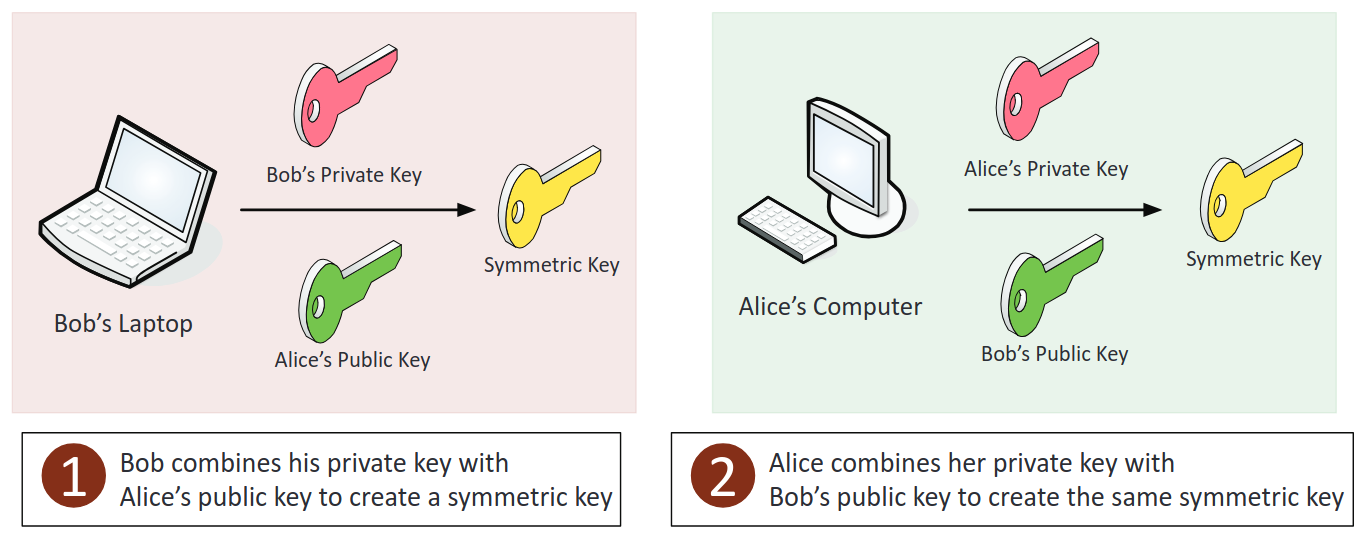 Bob's Private Key
Symmetric Key
Bob's Laptop
Alice's Public Key
Alice's Private Key
Symmetric Key
Alice's Computer
Bob's Public Key
1
Bob combines his private key with
Alice's public key to create a symmetric key
2
Alice combines her private key with
Bob's public key to create the same symmetric key